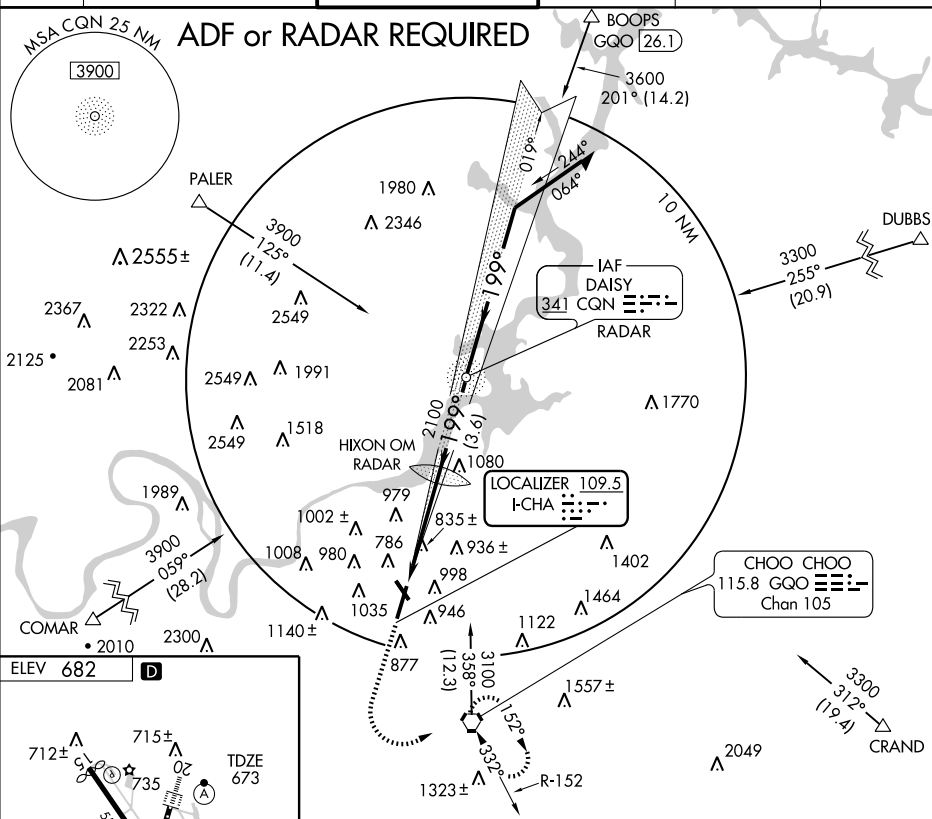 MSA CQN 25 NM
3900
ADF or RADAR REQUIRED
BOOPS
GQO 26.1
3600
201° (14.2)
019°
244°
064°
10 NM
PALER
3900
125°
(11.4)
1980
2346
DUBBS
3300
255°
(20.9)
199°
IAF
DAISY
341 CQN
RADAR
2555±
2367
2322
2549
2125
2253
2081
2549
1991
1770
2549
1518
2100
199°
(3.6)
HIXON OM
RADAR
1080
LOCALIZER 109.5
I-CHA
1989
979
1002 ±
835±
786
936±
1008
980
998
1402
3900
059°
(28.2)
COMAR
1035
946
1464
1140±
1122
2010
2300
877
CHOO CHOO
115.8 GQO
Chan 105
3100
358°
(12.3)
1557±
152°
332°
R-152
1323±
3300
312°
(19.4)
CRAND
2049
ELEV 682 D
712±
5
P
735
715±
20
A
TDZE
673